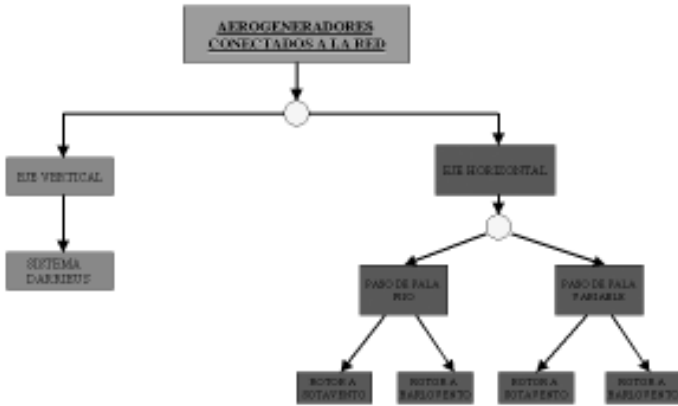 AEROGENERADORES
CONECTADOS A LA RED
EJE VERTICAL
EJE HORIZONTAL
SISTEMA
DARRIEUS
PASO DE PALA
FIJO
PASO DE PALA
VARIABLE
ROTOR A
SOTAVENTO
ROTOR A
BARLOVENTO
ROTOR A
SOTAVENTO
ROTOR A
BARLOVENTO